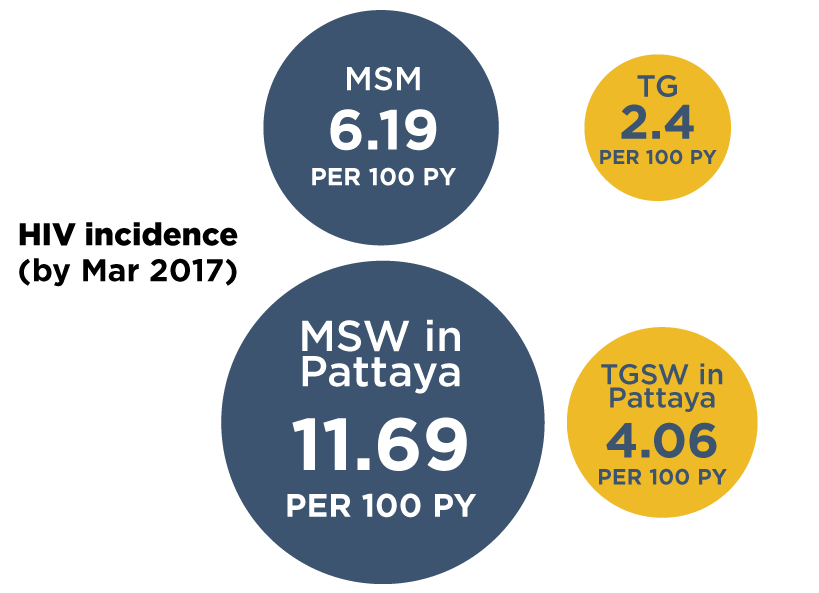 HIV incidence
(by Mar 2017)
MSM
6.19
PER 100 PY
TG
2.4
PER 100 PY
MSW in
Pattaya
11.69
PER 100 PY
TGSW in
Pattaya
4.06
PER 100 PY